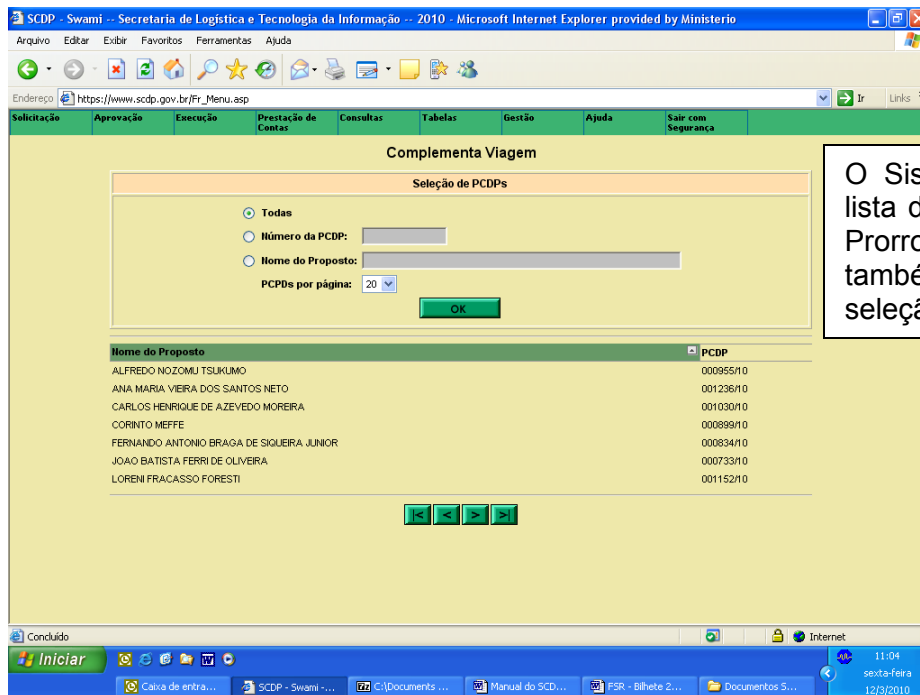 SCDP - Swami -- Secretaria de Logística e Tecnologia da Informação -- 2010 - Microsoft Internet Explorer provided by Ministerio
Arquivo Editar Exibir Favoritos Ferramentas Ajuda
Endereço https://www.scdp.gov.br/Fr_Menu.asp Ir Links
Solicitação Aprovação Execução Prestação de Contas Consultas Tabelas Gestão Ajuda Sair com Segurança
Complementa Viagem
Seleção de PCDPs
Todas
Número da PCDP:
Nome do Proposto:
PCPDs por página: 20
OK
O Sis
lista d
Prorro
també
seleçã
Nome do Proposto PCDP
ALFREDO NOZOMU TSUKUMO 000955/10
ANA MARIA VIEIRA DOS SANTOS NETO 001236/10
CARLOS HENRIQUE DE AZEVEDO MOREIRA 001030/10
CORINTO MEFFE 000899/10
FERNANDO ANTONIO BRAGA DE SIQUEIRA JUNIOR 000834/10
JOAO BATISTA FERRI DE OLIVEIRA 000733/10
LORENI FRACASSO FORESTI 001152/10
|< < > >|
Concluído Internet
Iniciar 11:04
sexta-feira
Caixa de entra... SCDP - Swami -... C:\Documents ... Manual do SCD... FSR - Bilhete 2... Documentos S... 12/3/2010